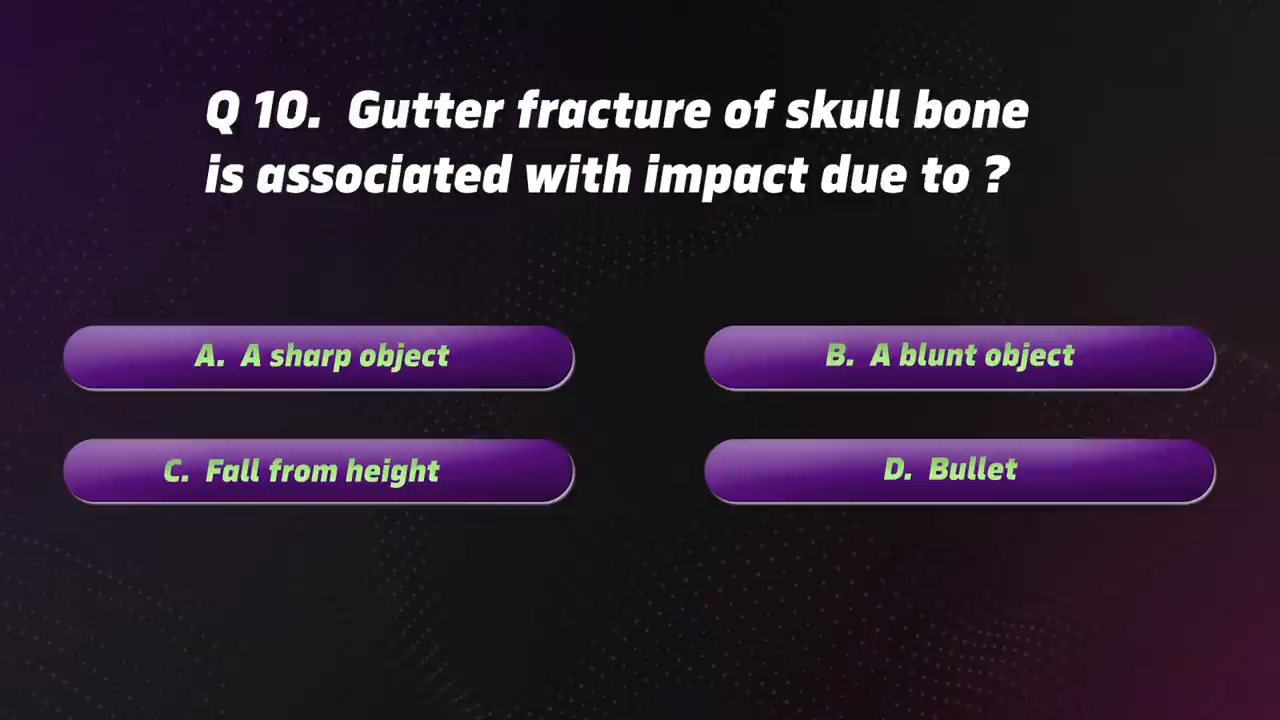 Q 10. Gutter fracture of skull bone
is associated with impact due to ?
A. A sharp object
B. A blunt object
C. Fall from height
D. Bullet